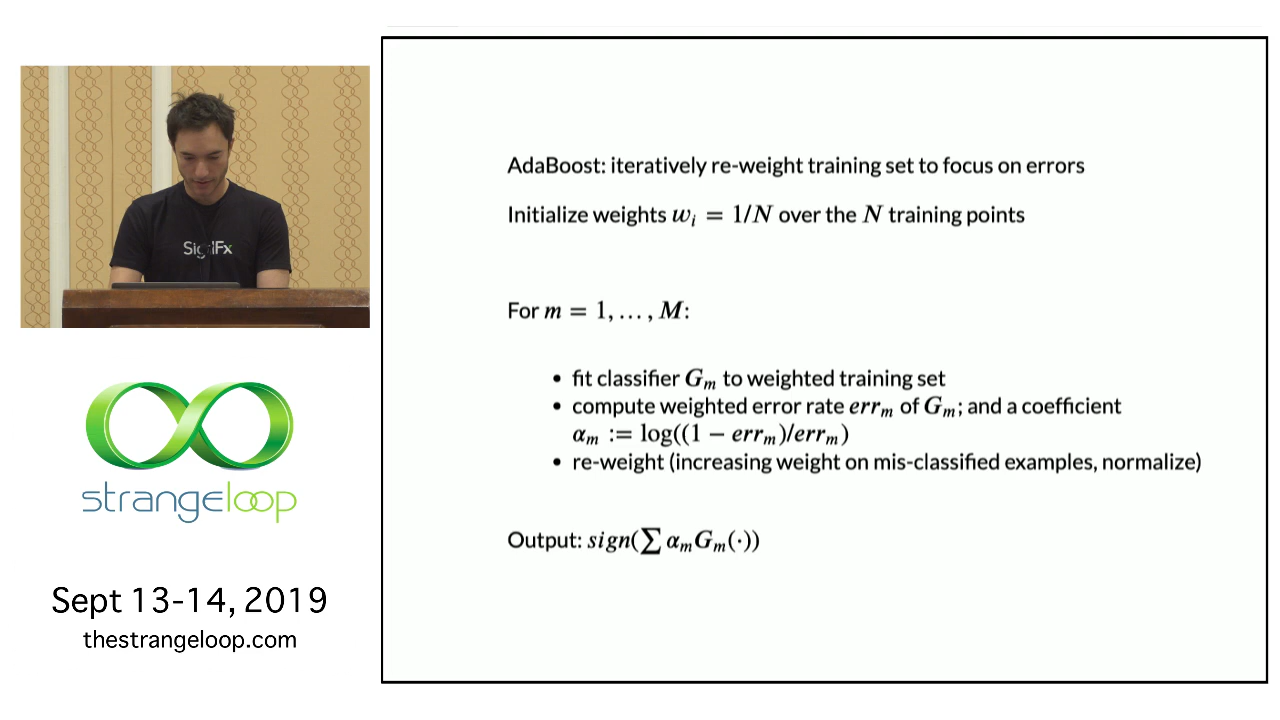 SignlFx
strangeloop
Sept 13-14, 2019
thestrangeloop.com
AdaBoost: iteratively re-weight training set to focus on errors
Initialize weights wᵢ = 1/N over the N training points
For m = 1, … , M:
• fit classifier Gₘ to weighted training set
• compute weighted error rate errₘ of Gₘ; and a coefficient
αₘ := log((1 − errₘ)/errₘ)
• re-weight (increasing weight on mis-classified examples, normalize)
Output: sign(∑ αₘGₘ(·))